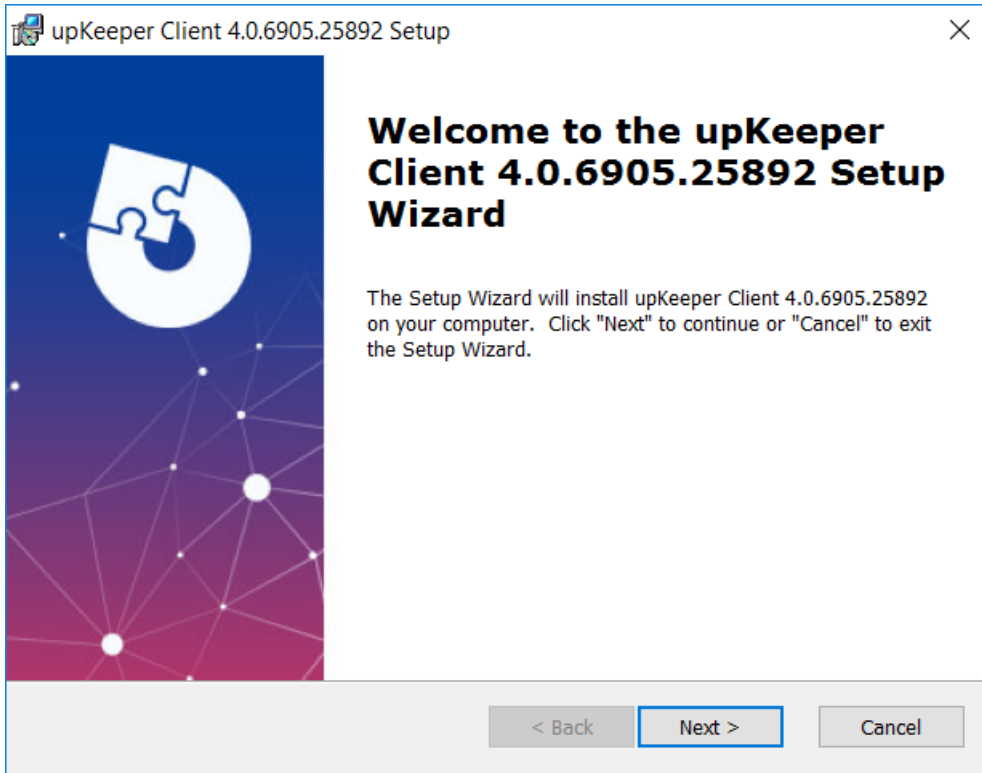 upKeeper Client 4.0.6905.25892 Setup
Welcome to the upKeeper
Client 4.0.6905.25892 Setup
Wizard
The Setup Wizard will install upKeeper Client 4.0.6905.25892
on your computer.  Click "Next" to continue or "Cancel" to exit
the Setup Wizard.
< Back
Next >
Cancel